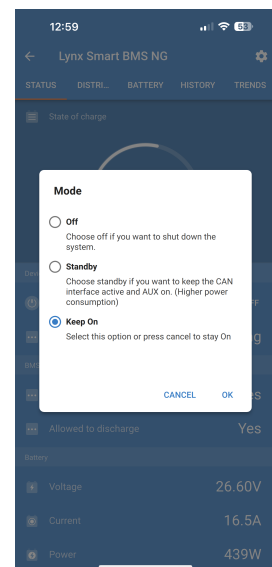 12:59
53
Lynx Smart BMS NG
STATUS DISTRI... BATTERY HISTORY TRENDS
State of charge
Mode
Off
Choose off if you want to shut down the
system.
Standby
Choose standby if you want to keep the CAN
interface active and AUX on. (Higher power
consumption)
Keep On
Select this option or press cancel to stay On
CANCEL OK
Allowed to discharge Yes
Battery
Voltage 26.60V
Current 16.5A
Power 439W